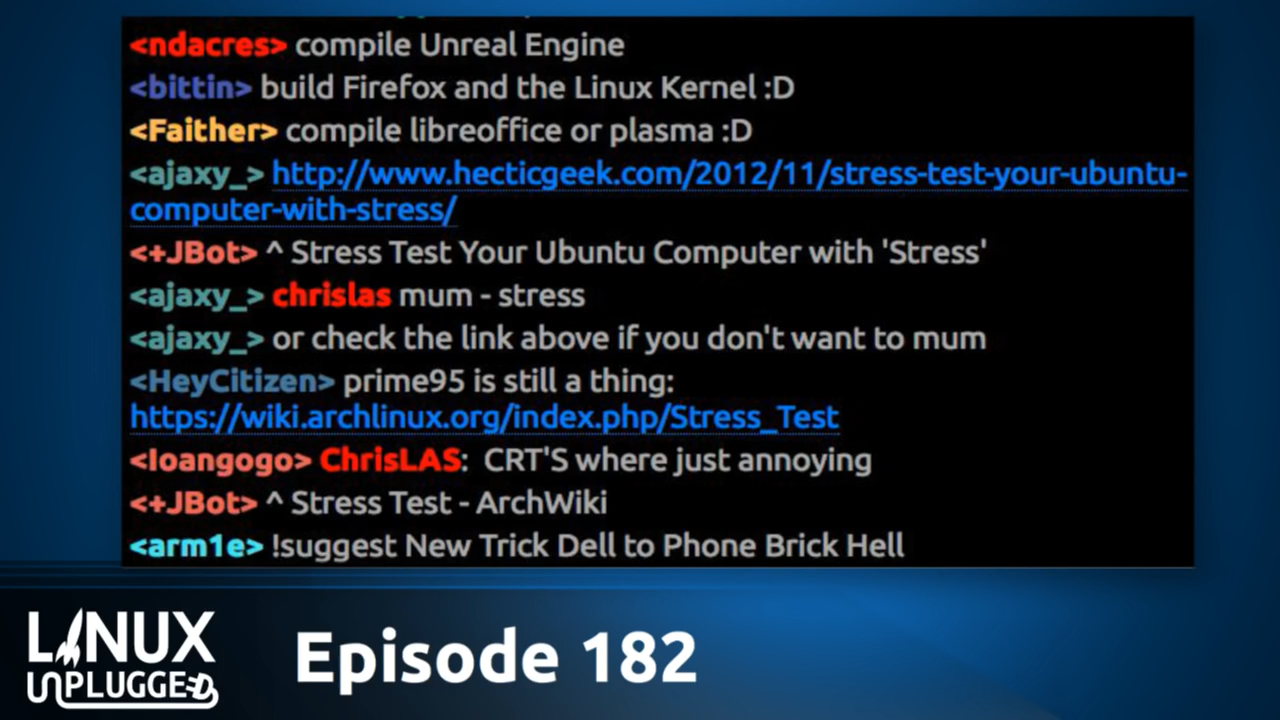 <ndacres> compile Unreal Engine
<bittin> build Firefox and the Linux Kernel :D
<Faither> compile libreoffice or plasma :D
<ajaxy_> http://www.hecticgeek.com/2012/11/stress-test-your-ubuntu-
computer-with-stress/
<+JBot> ^ Stress Test Your Ubuntu Computer with 'Stress'
<ajaxy_> chrislas mum - stress
<ajaxy_> or check the link above if you don't want to mum
<HeyCitizen> prime95 is still a thing:
https://wiki.archlinux.org/index.php/Stress_Test
<Ioangogo> ChrisLAS: CRT'S where just annoying
<+JBot> ^ Stress Test - ArchWiki
<arm1e> !suggest New Trick Dell to Phone Brick Hell
LINUX
UNPLUGGED
Episode 182